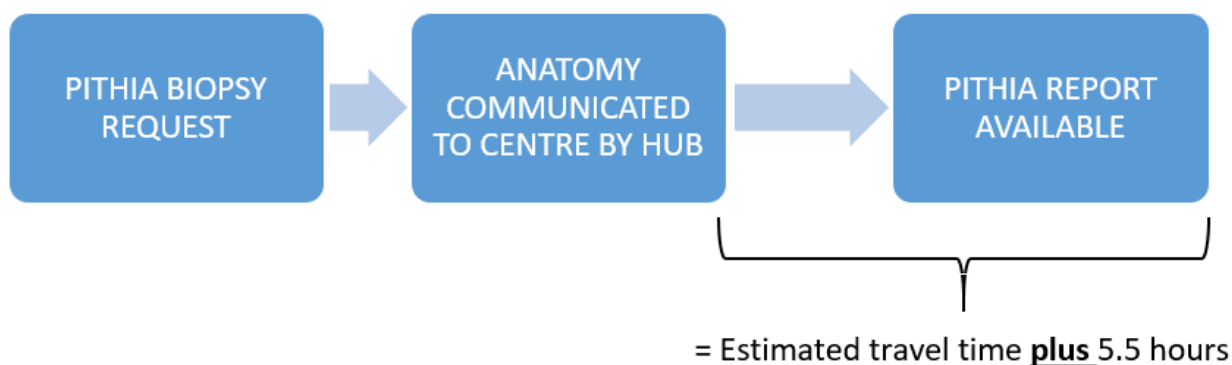 PITHIA BIOPSY
REQUEST
ANATOMY
COMMUNICATED
TO CENTRE BY HUB
PITHIA REPORT
AVAILABLE
= Estimated travel time plus 5.5 hours